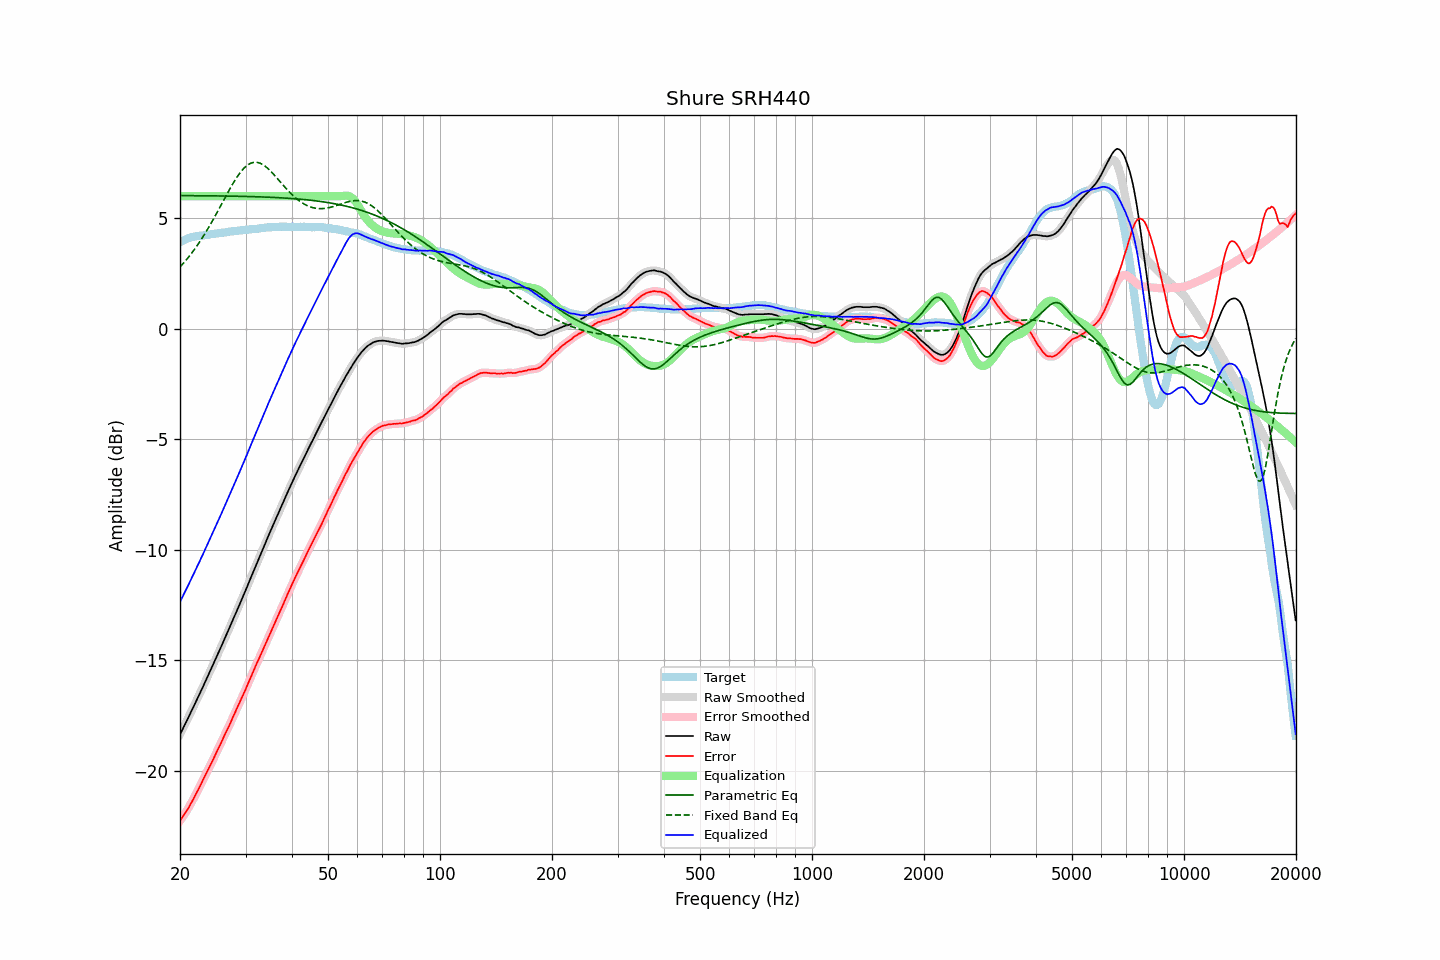 Shure SRH440
Amplitude (dBr)
5
0
−5
−10
−15
−20
Target
Raw Smoothed
Error Smoothed
Raw
Error
Equalization
Parametric Eq
Fixed Band Eq
Equalized
20
50
100
200
500
1000
2000
5000
10000
20000
Frequency (Hz)